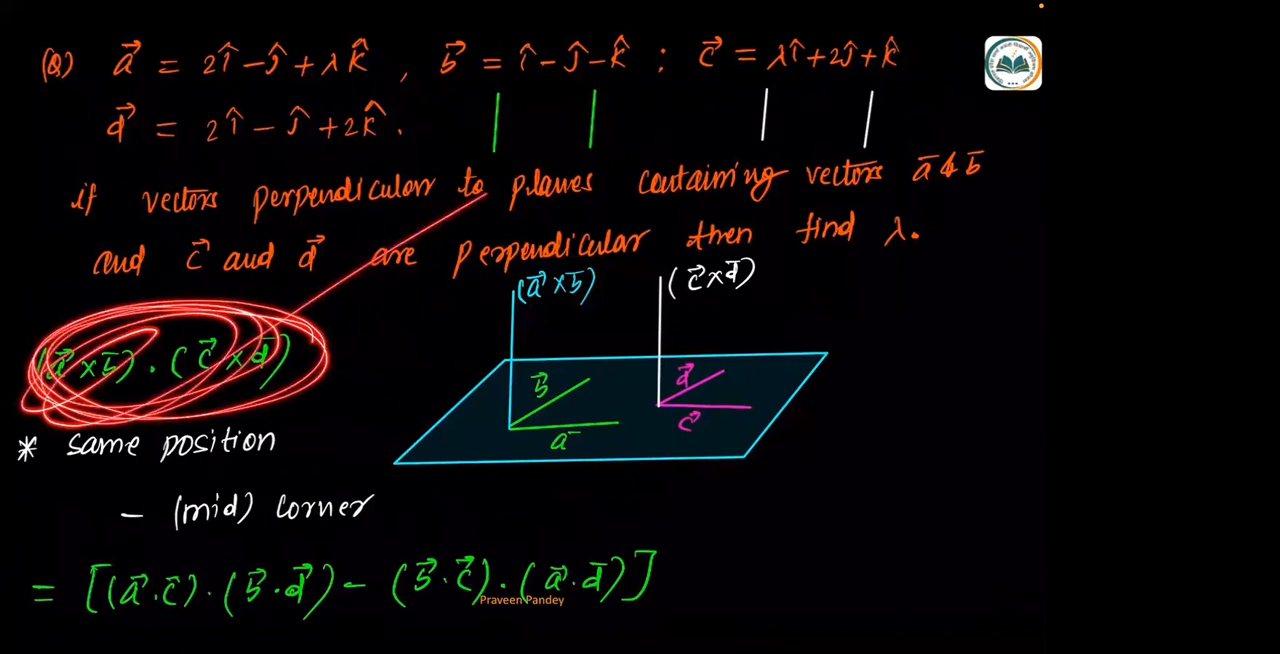 (Q) a⃗ = 2î − ĵ + λk̂ , b⃗ = î − ĵ − k̂ ; c⃗ = λî + 2ĵ + k̂
d⃗ = 2î − ĵ + 2k̂ .
if vectors perpendicular to planes containing vectors a̅ & b̅
and c⃗ and d⃗ are perpendicular then find λ.
(a⃗ × b̅) (c⃗ × d̅)
(a⃗ × b̅) . (c⃗ × d⃗)
b⃗ d⃗
a̅ c⃗
* same position
− (mid) corner
= [(a⃗ . c̅) . (b⃗ . d⃗) − (b⃗ . c⃗) . (a⃗ . d̅)]
Praveen Pandey